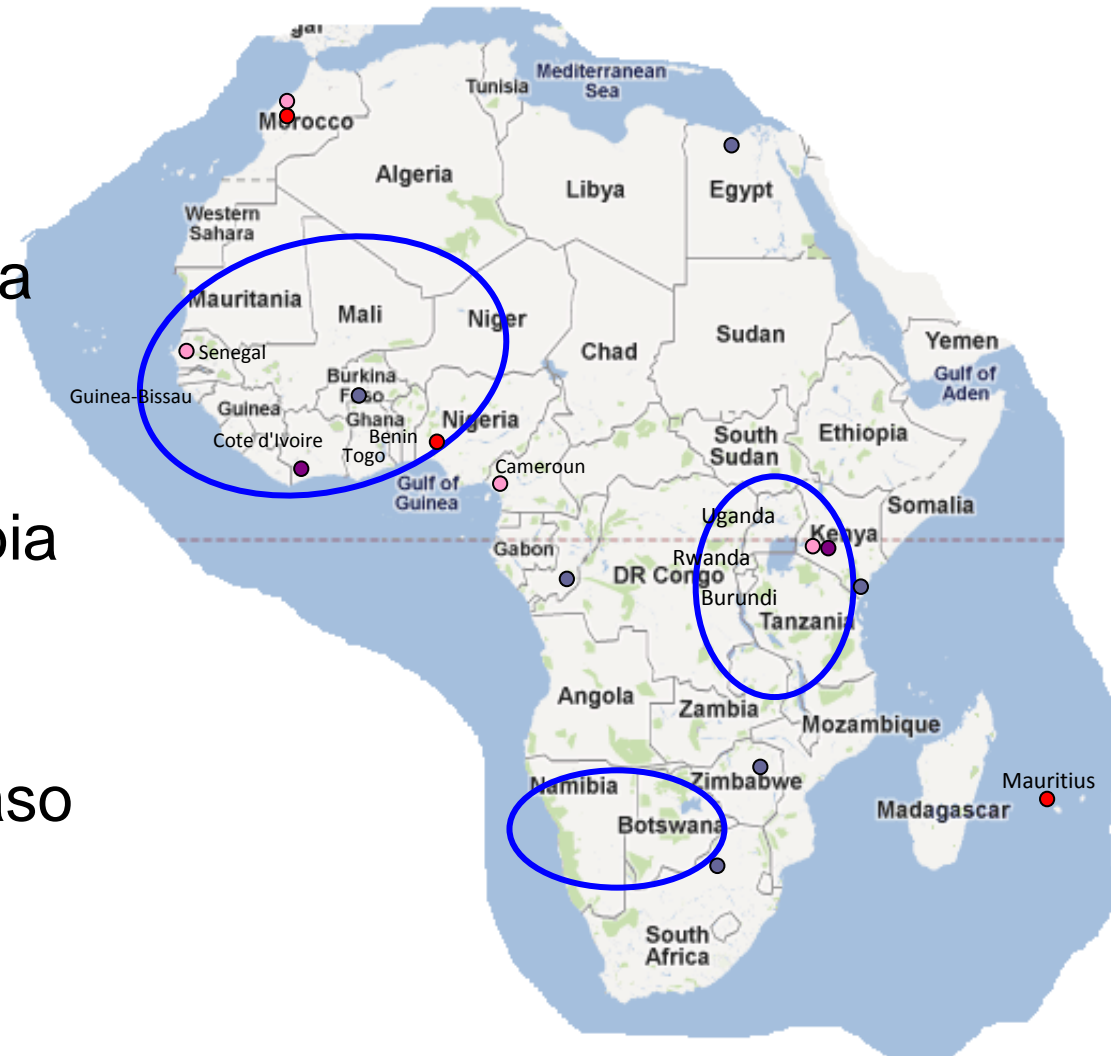 gal
Mediterranean
Sea
Tunisia
Morocco
Algeria
Libya
Egypt
Western
Sahara
a
Mauritania
Mali
Niger
Chad
Sudan
Yemen
Gulf of
Aden
Senegal
Burkina
Faso
Guinea-Bissau
Guinea
Ghana
Nigeria
Benin
Cote d'Ivoire
Togo
South
Sudan
Ethiopia
Cameroun
Gulf of
Guinea
Somalia
Uganda
Kenya
bia
Gabon
Rwanda
DR Congo
Burundi
Tanzania
Angola
Zambia
Mozambique
Namibia
Zimbabwe
Mauritius
aso
Madagascar
Botswana
South
Africa